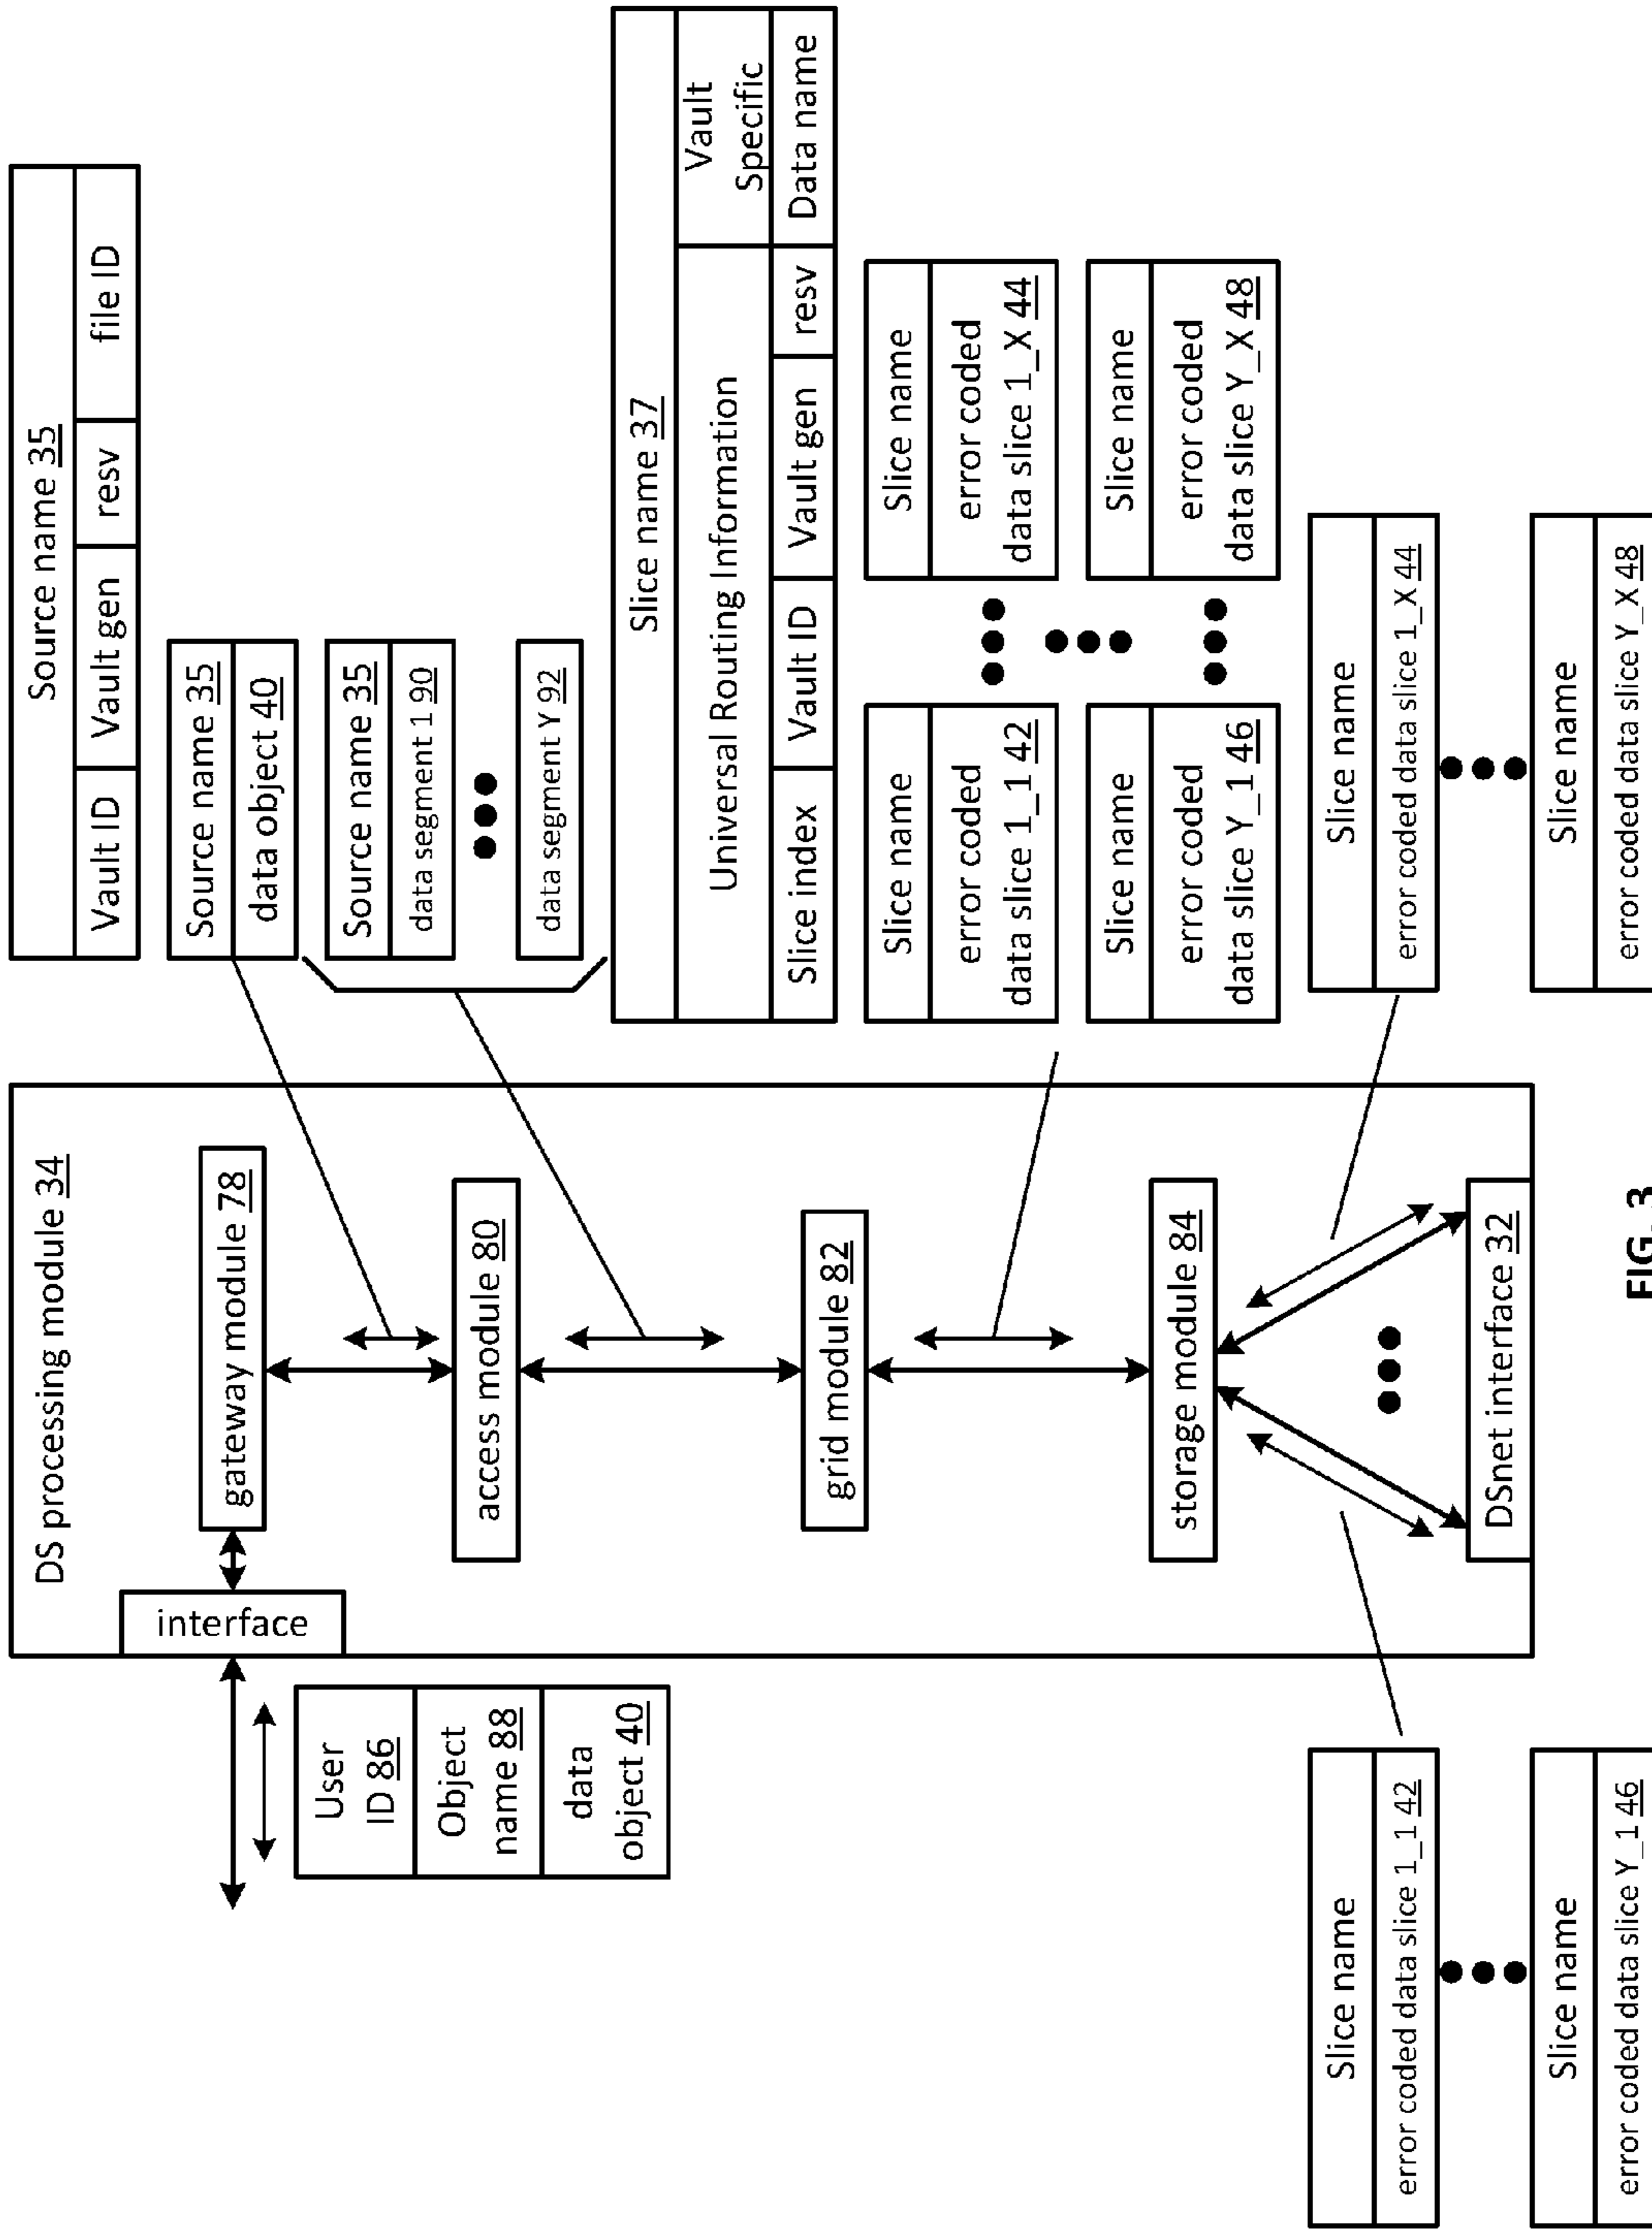 DS processing module 34
interface
gateway module 78
access module 80
grid module 82
storage module 84
DSnet interface 32
User
ID 86
Object
name 88
data
object 40
Source name 35
Vault ID
Vault gen
resv
file ID
Source name 35
data object 40
Source name 35
data segment 1 90
data segment Y 92
Slice name 37
Universal Routing Information
Vault
Specific
Slice index
Vault ID
Vault gen
resv
Data name
Slice name
error coded
data slice 1_1 42
Slice name
error coded
data slice 1_X 44
Slice name
error coded
data slice Y_1 46
Slice name
error coded
data slice Y_X 48
Slice name
error coded data slice 1_1 42
Slice name
error coded data slice Y_1 46
Slice name
error coded data slice 1_X 44
Slice name
error coded data slice Y_X 48
FIG. 3